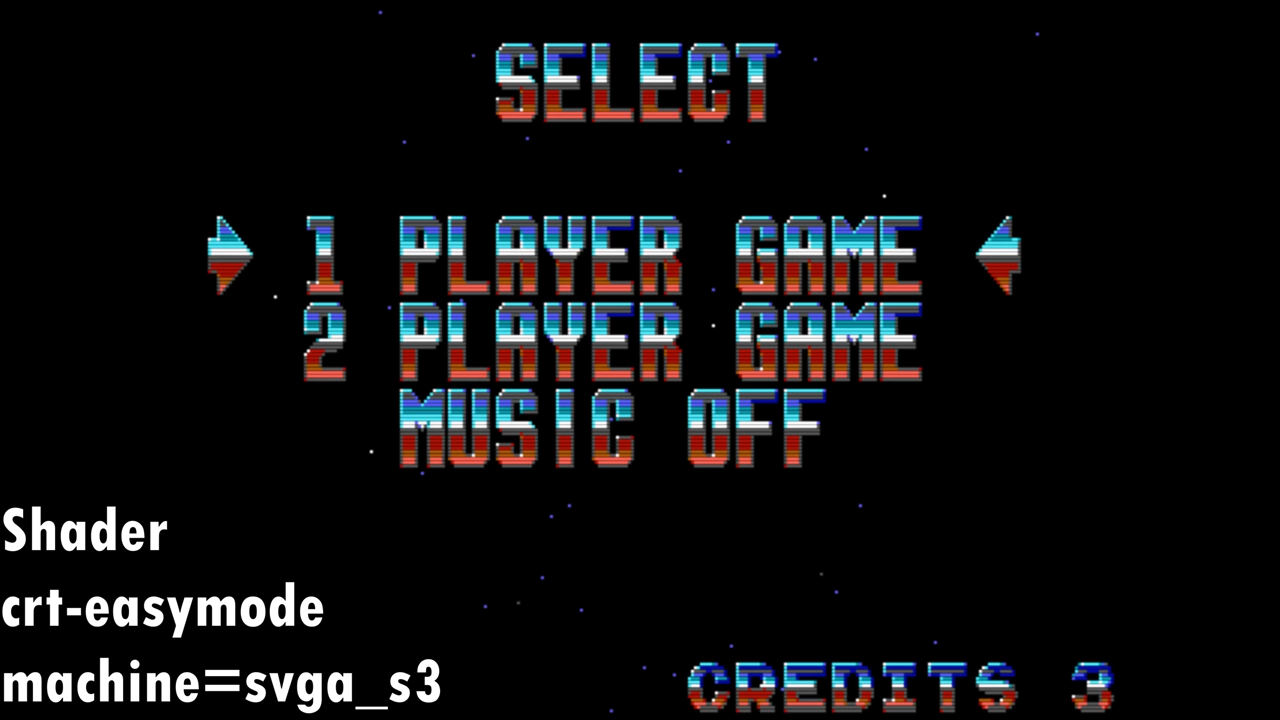 SELECT
1 PLAYER GAME
2 PLAYER GAME
MUSIC OFF
Shader
crt-easymode
machine=svga_s3
CREDITS 3